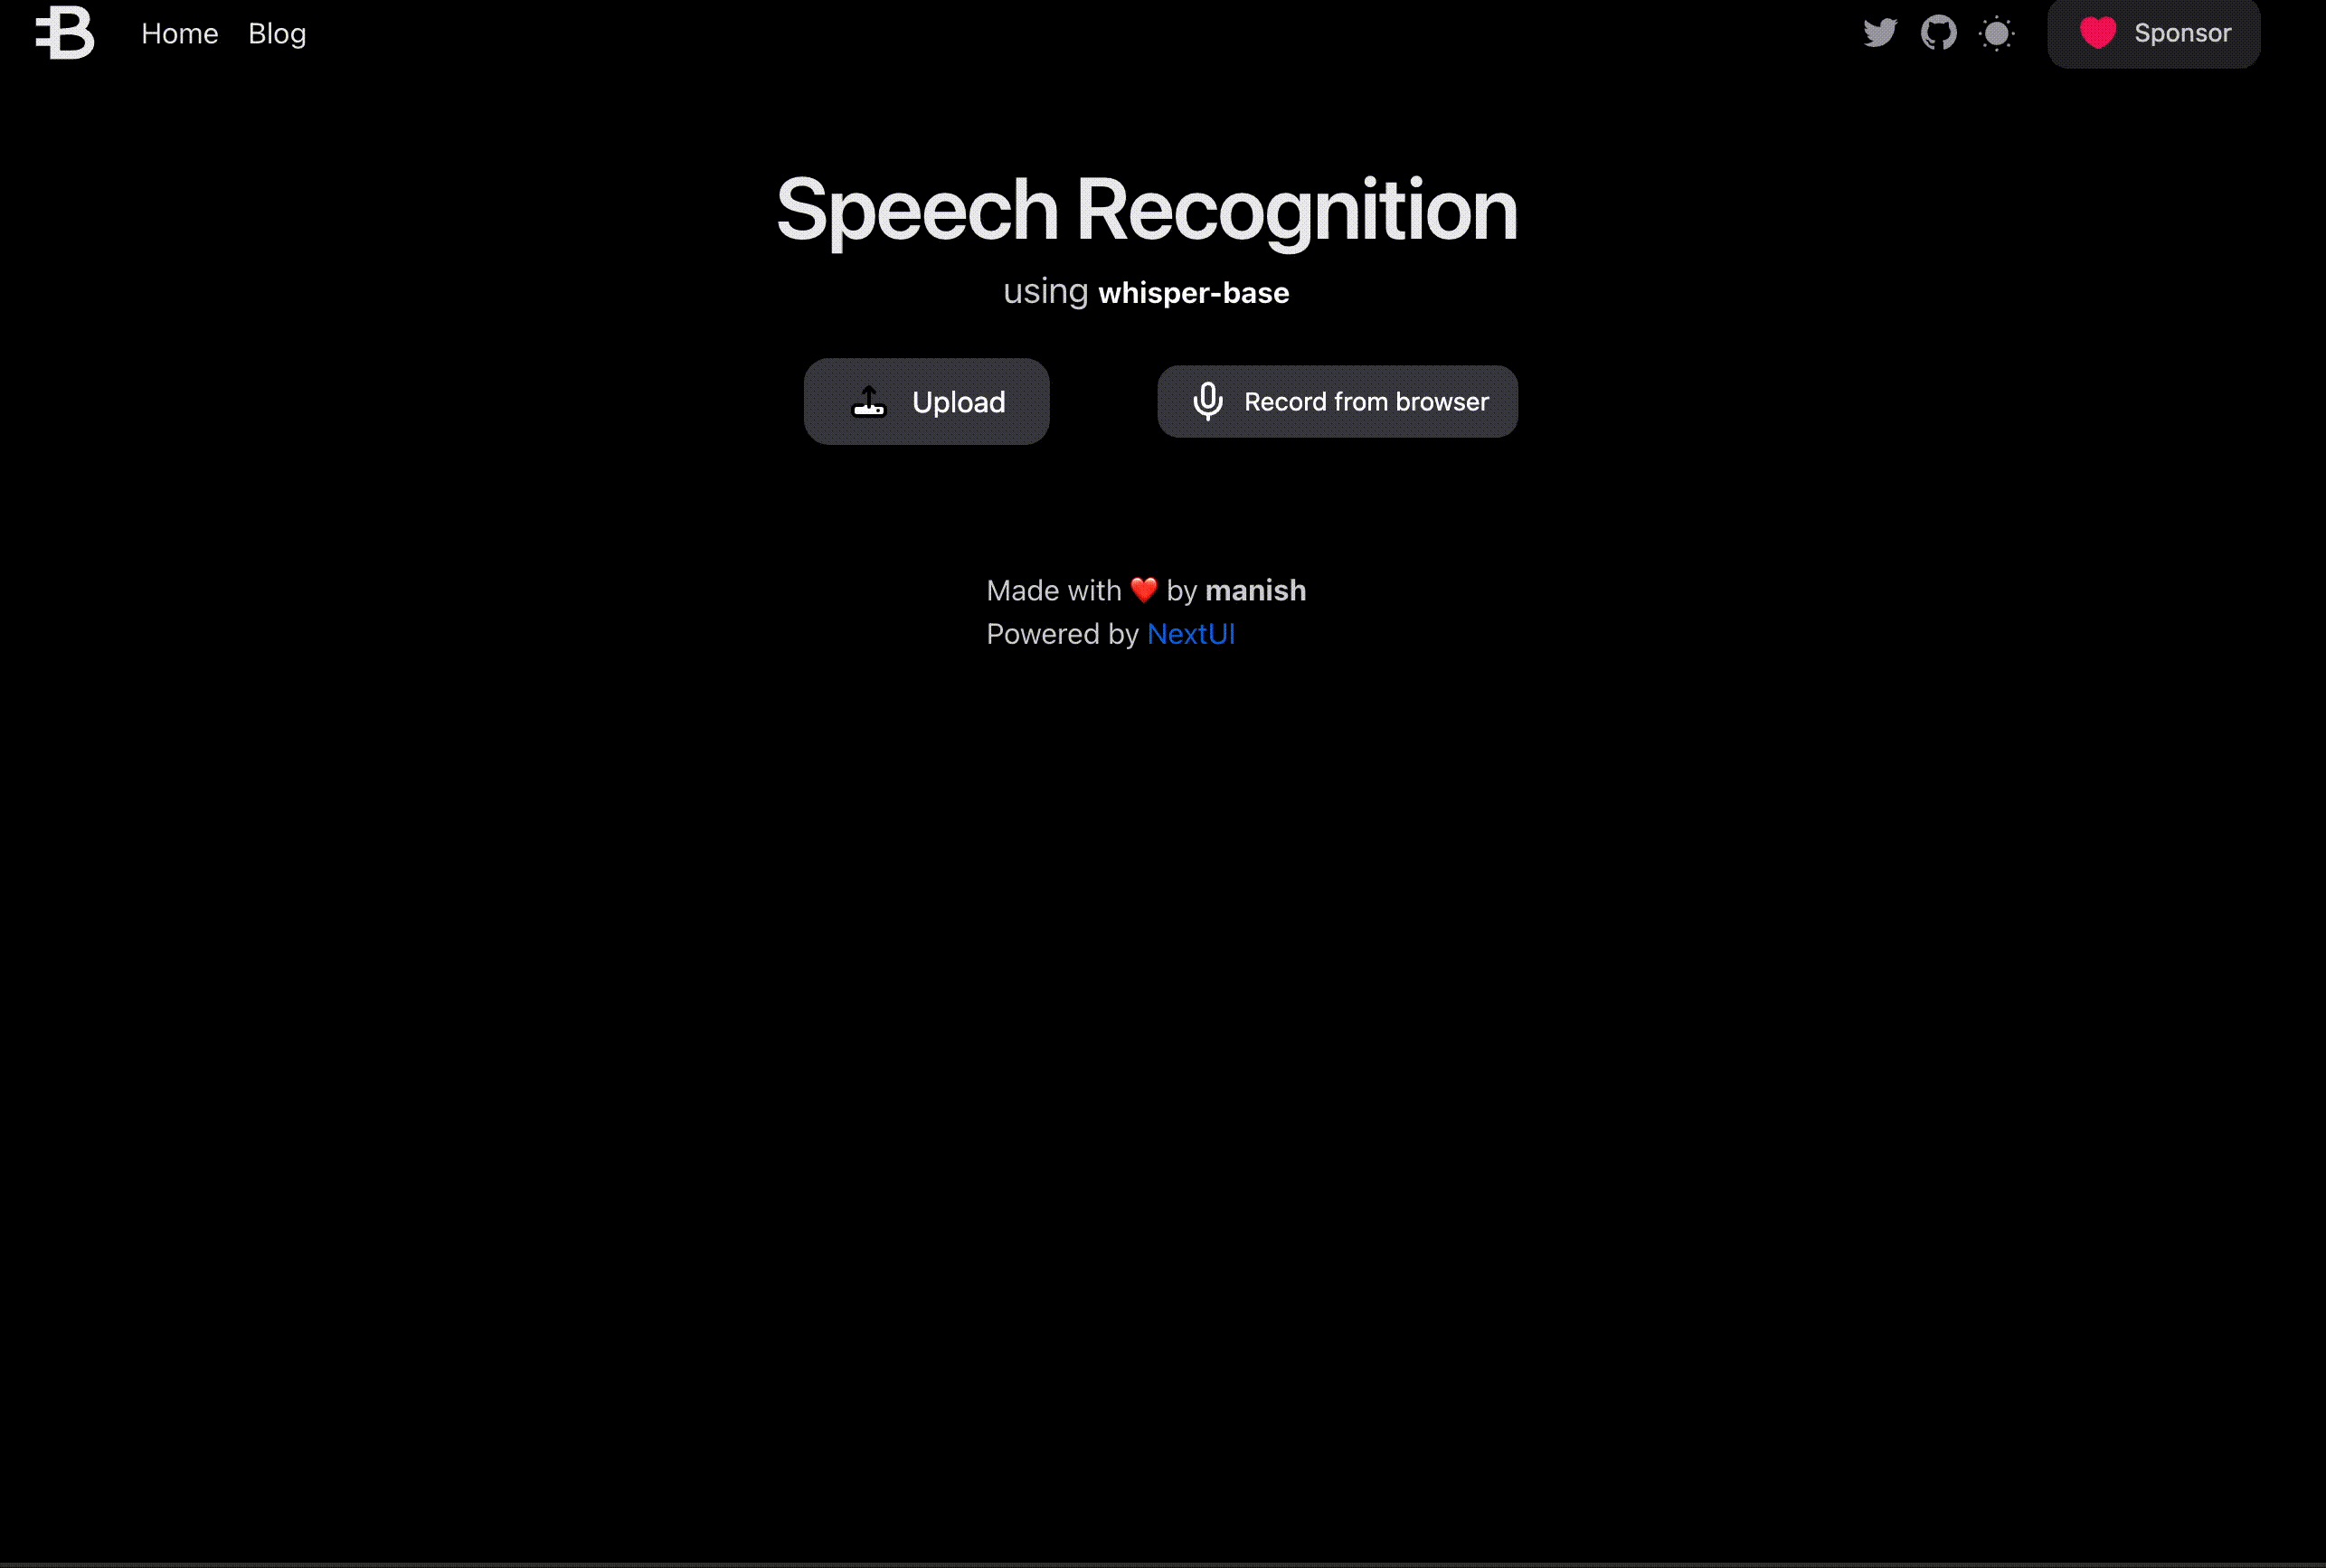 Home Blog Sponsor
Speech Recognition
using whisper-base
Upload Record from browser
Made with ❤️ by manish
Powered by NextUI